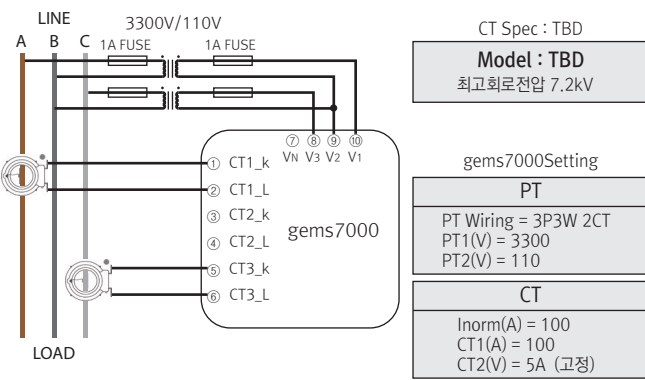 LINE
3300V/110V
A B C
1A FUSE 1A FUSE
⑦ ⑧ ⑨ ⑩
VN V3 V2 V1
① CT1_k
② CT1_L
③ CT2_k
④ CT2_L
⑤ CT3_k
⑥ CT3_L
gems7000
LOAD
CT Spec : TBD
Model : TBD
최고회로전압 7.2kV
gems7000Setting
PT
PT Wiring = 3P3W 2CT
PT1(V) = 3300
PT2(V) = 110
CT
Inorm(A) = 100
CT1(A) = 100
CT2(V) = 5A (고정)